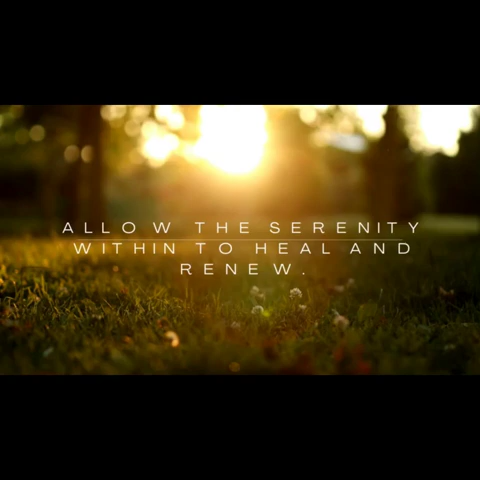 ALLOW THE SERENITY
WITHIN TO HEAL AND
RENEW.